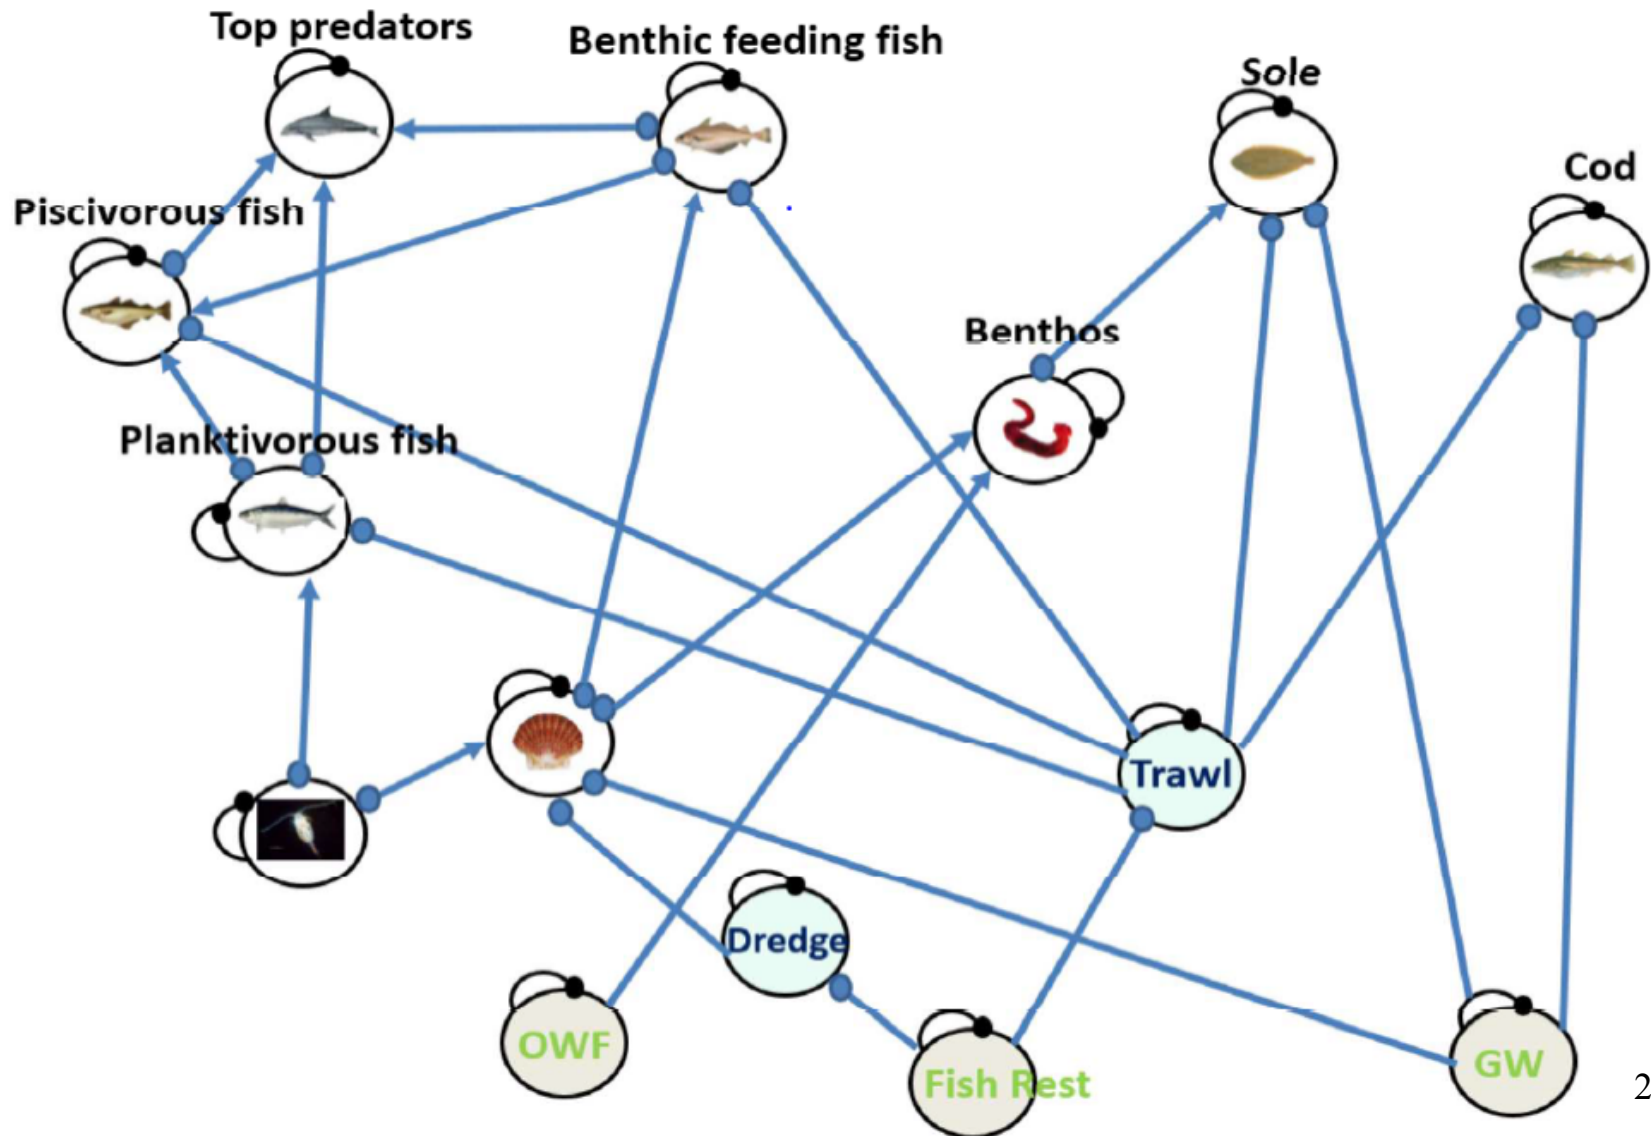 Top predators
Benthic feeding fish
Sole
Cod
Piscivorous fish
Benthos
Planktivorous fish
Trawl
Dredge
OWF
Fish Rest
GW
2